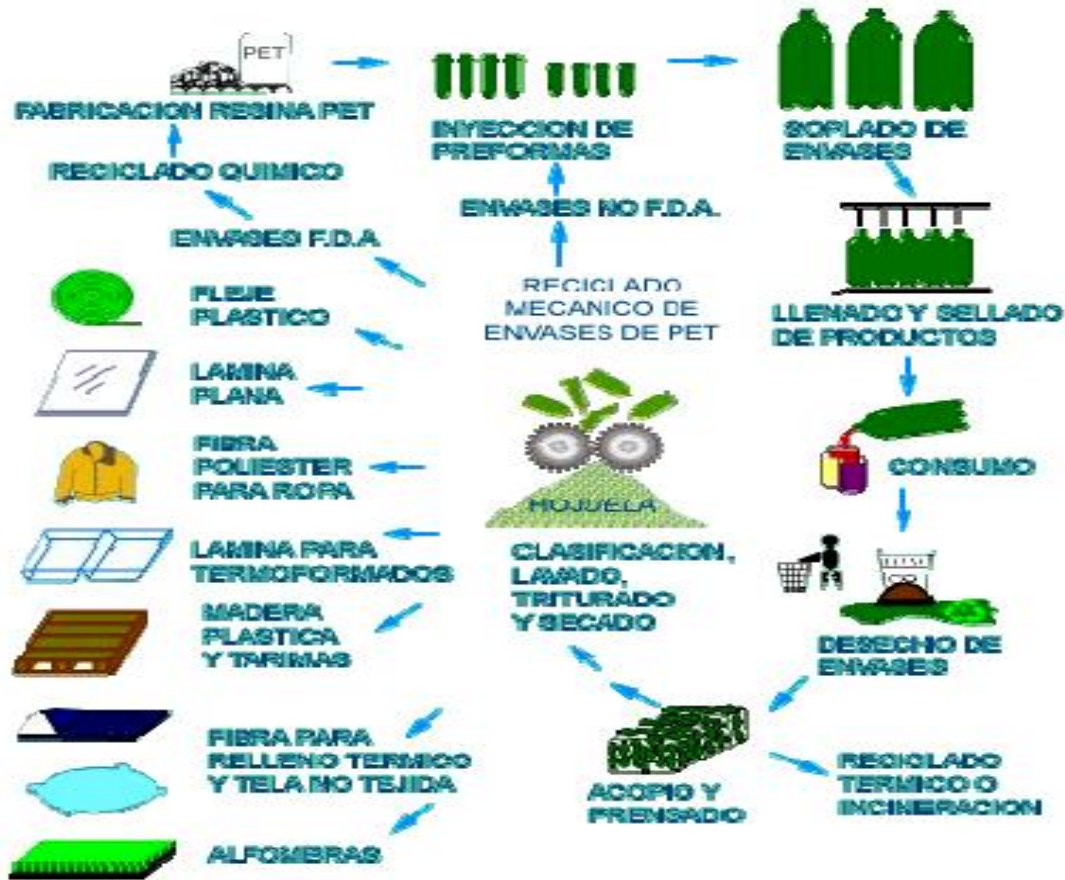 PET
FABRICACION RESINA PET
INYECCION DE
PREFORMAS
SOPLADO DE
ENVASES
RECICLADO QUIMICO
ENVASES NO F.D.A.
ENVASES F.D.A
RECICLADO
MECANICO DE
ENVASES DE PET
LLENADO Y SELLADO
DE PRODUCTOS
FLEJE
PLASTICO
LAMINA
PLANA
FIBRA
POLIESTER
PARA ROPA
CONSUMO
HOJUELA
LAMINA PARA
TERMOFORMADOS
CLASIFICACION,
LAVADO,
TRITURADO
Y SECADO
MADERA
PLASTICA
Y TARIMAS
DESECHO DE
ENVASES
FIBRA PARA
RELLENO TERMICO
Y TELA NO TEJIDA
ACOPIO Y
PRENSADO
RECICLADO
TERMICO O
INCINERACION
ALFOMBRAS